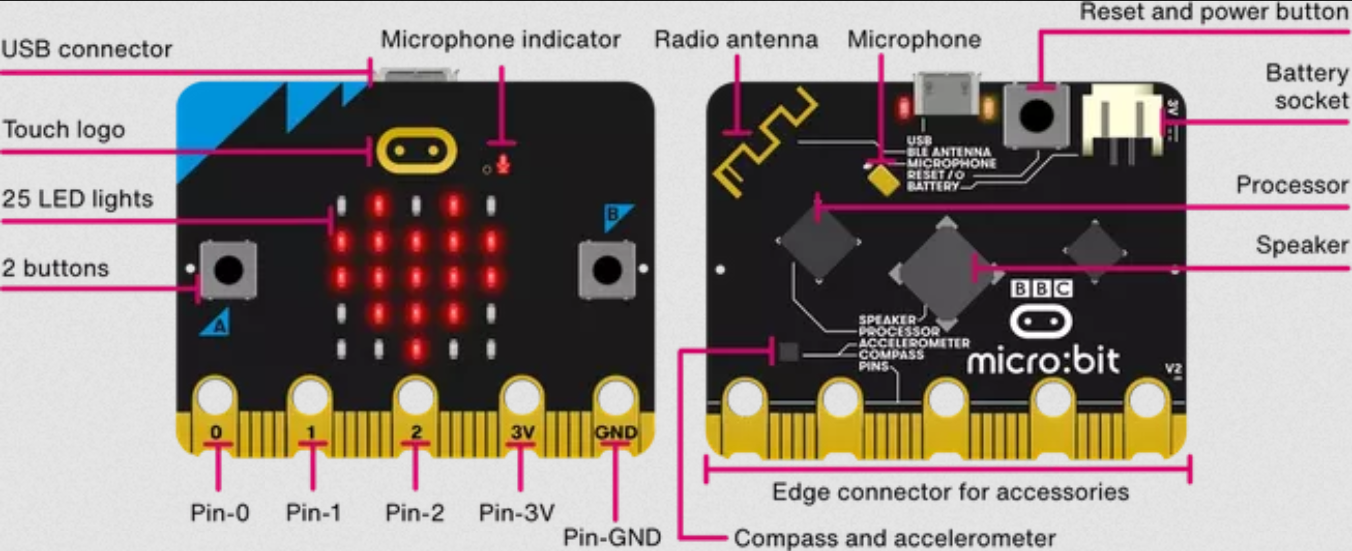 USB connector
Microphone indicator
Touch logo
25 LED lights
2 buttons
A
B
0
1
2
3V
GND
Pin-0
Pin-1
Pin-2
Pin-3V
Pin-GND
Radio antenna
Microphone
Reset and power button
Battery
socket
Processor
Speaker
3V
USB
BLE ANTENNA
MICROPHONE
RESET/O
BATTERY
SPEAKER
PROCESSOR
ACCELEROMETER
COMPASS
PINS
BBC
micro:bit
V2
Edge connector for accessories
Compass and accelerometer